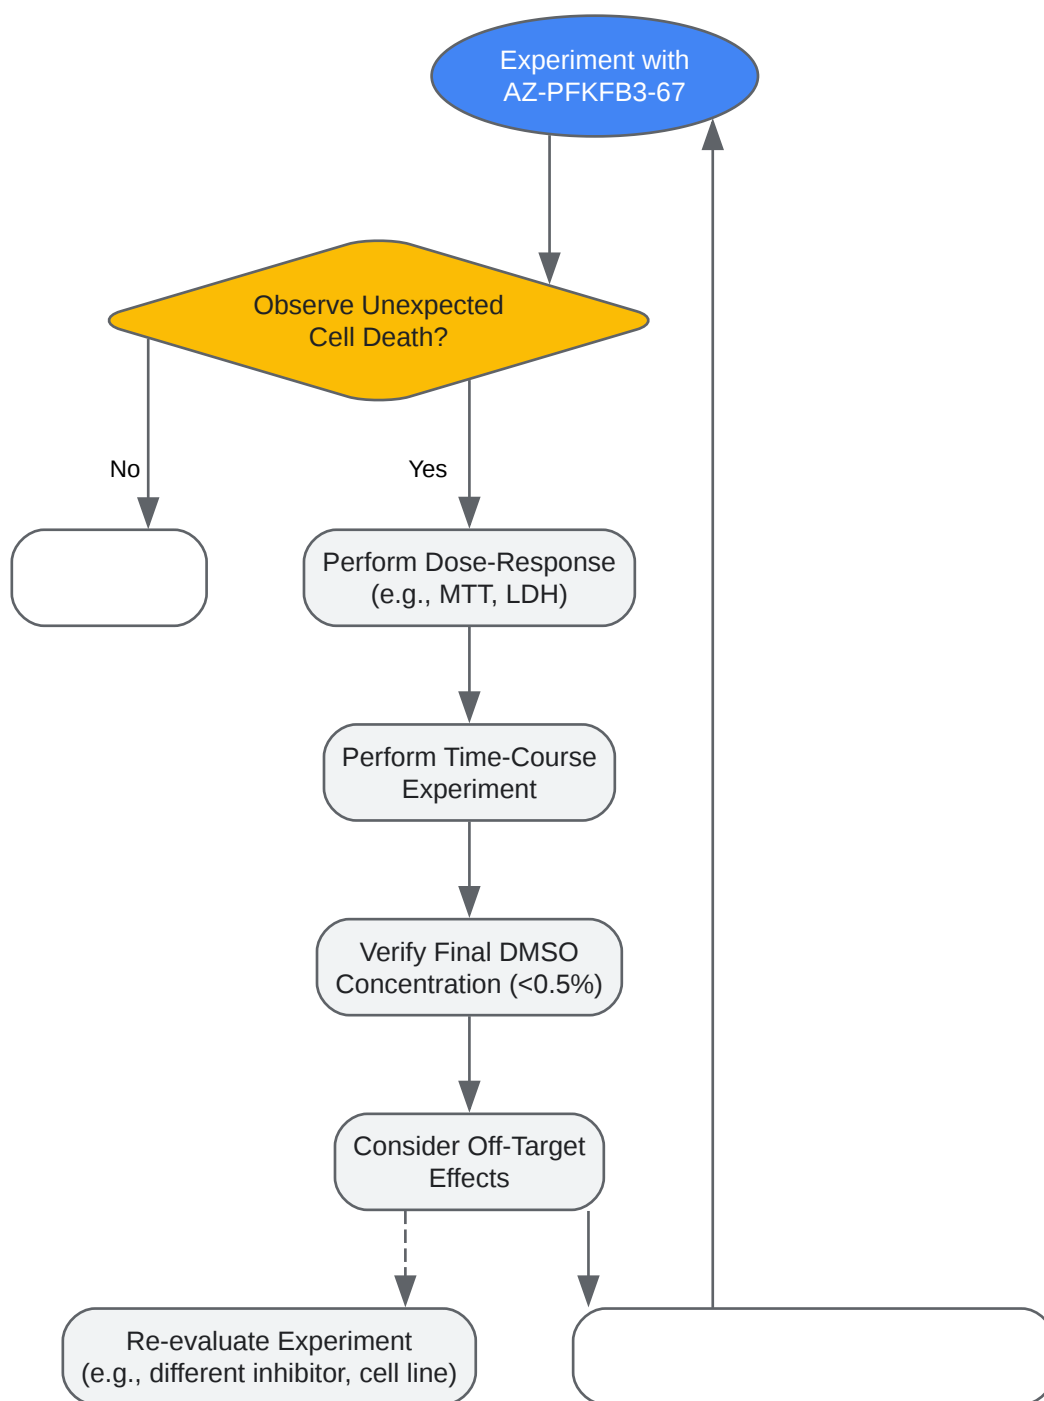 Experiment with
AZ-PFKFB3-67
Observe Unexpected
Cell Death?
No
Yes
Perform Dose-Response
(e.g., MTT, LDH)
Perform Time-Course
Experiment
Verify Final DMSO
Concentration (<0.5%)
Consider Off-Target
Effects
Re-evaluate Experiment
(e.g., different inhibitor, cell line)